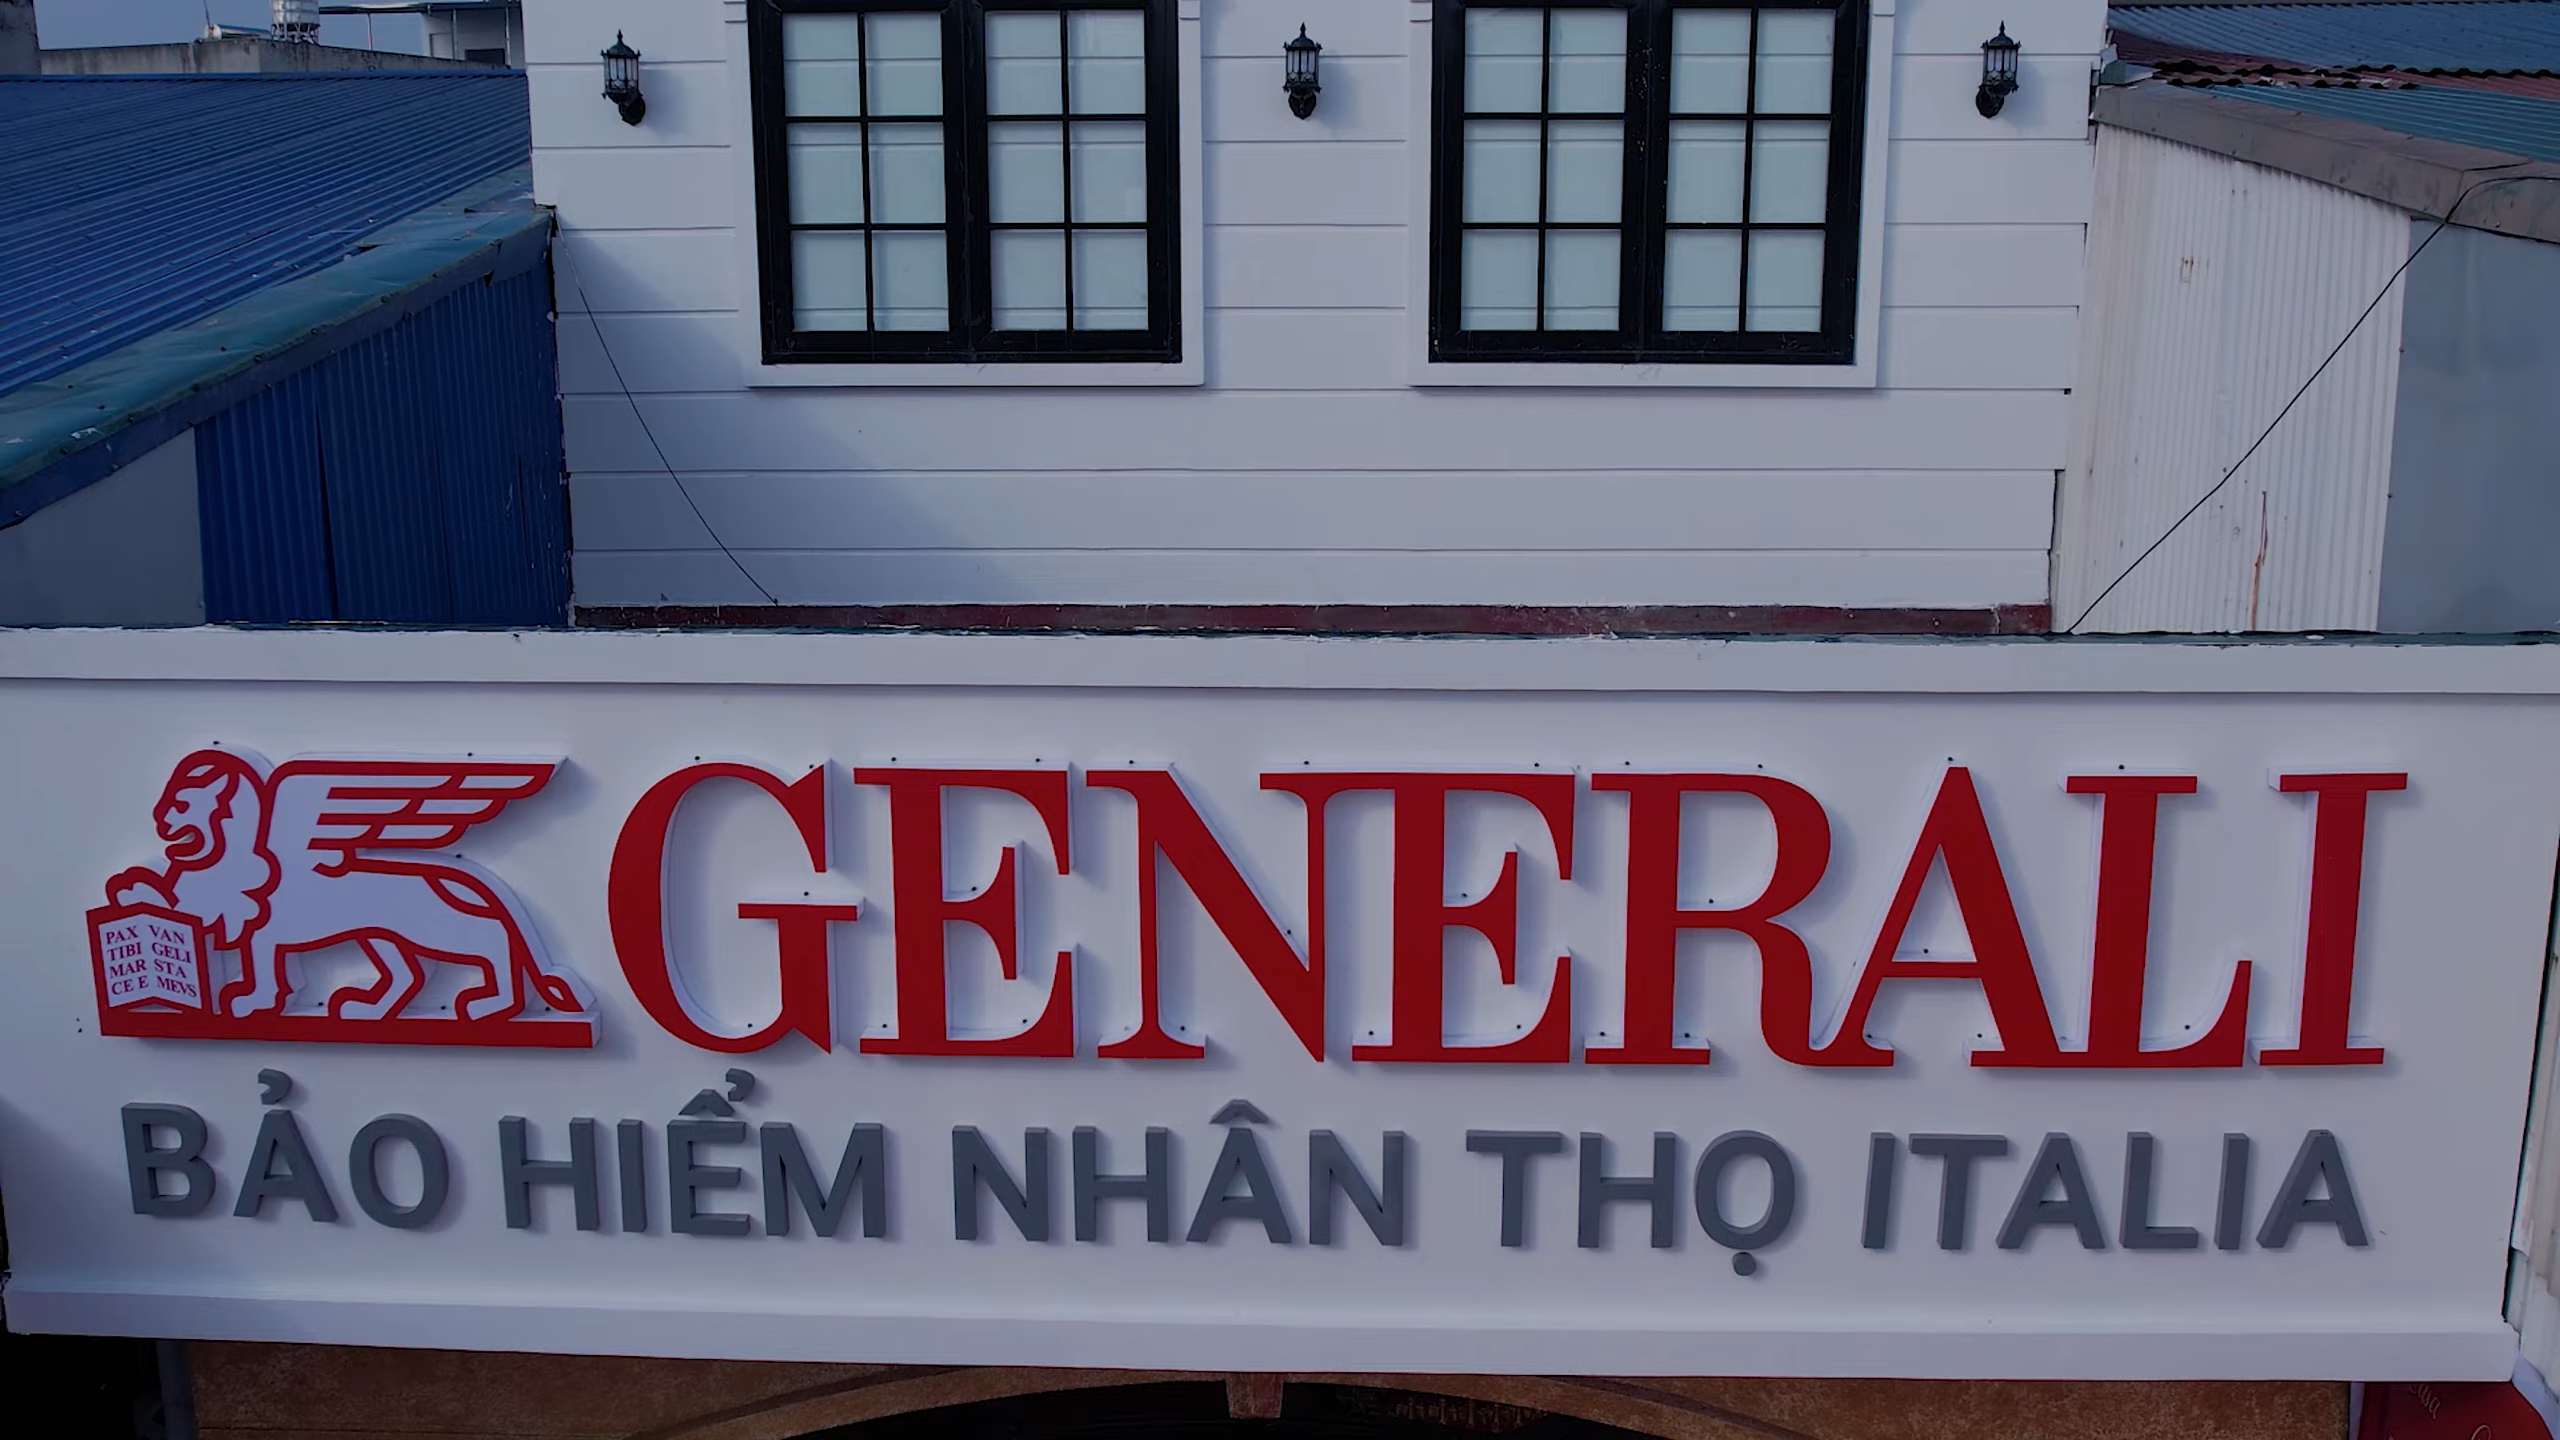 GENERALI
PAX VAN
TIBI GELI
MAR STA
CE E MEVS
BẢO HIỂM NHÂN THỌ ITALIA